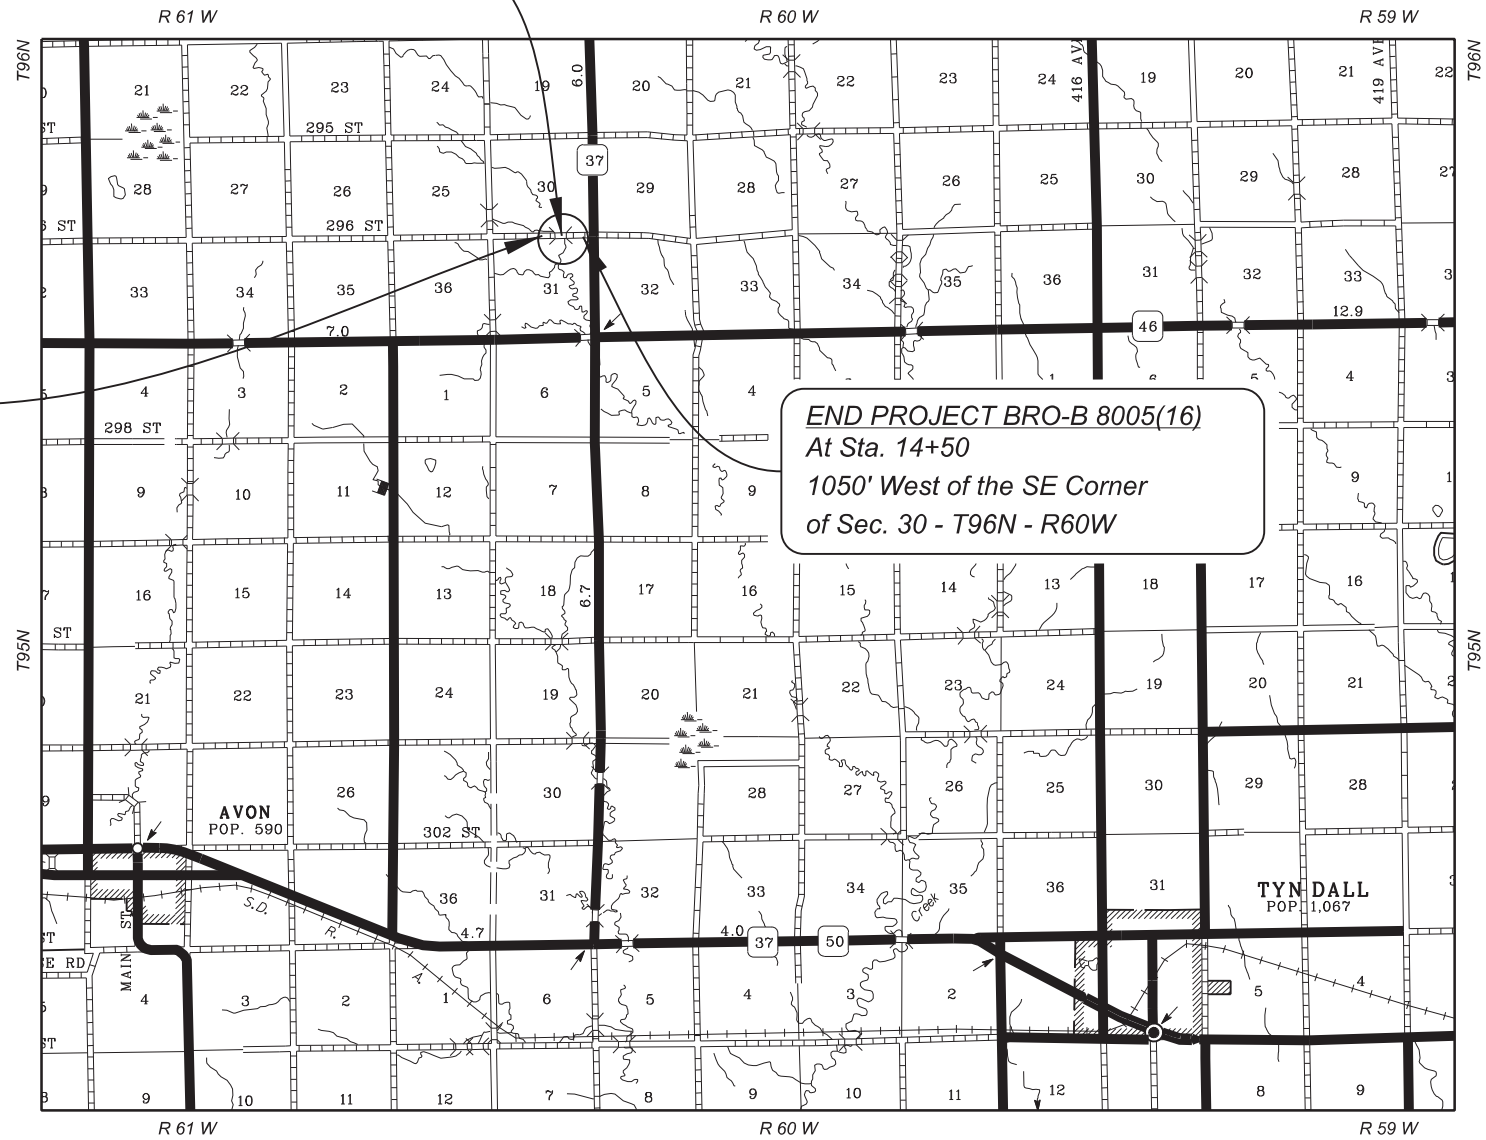 R 61 W R 60 W R 59 W
T96N T96N
21 22 23 24 19 6.0 20 21 22 23 24 416 AV 19 20 21 419 AVE 22
295 ST
37
28 27 26 25 30 29 28 27 26 25 30 29 28 27
ST 296 ST
33 34 35 36 31 32 33 34 35 36 31 32 33
7.0 46 12.9
4 3 2 1 6 5 4 4 3
298 ST
END PROJECT BRO-B 8005(16)
At Sta. 14+50
1050' West of the SE Corner
of Sec. 30 - T96N - R60W
9 10 11 12 7 8 9 9
16 15 14 13 18 6.7 17 16 15 14 13 18 17 16
ST
T95N T95N
21 22 23 24 19 20 21 22 23 24 19 20 21
26 30 28 27 26 25 30 29 28
AVON
POP. 590
302 ST
36 31 32 33 34 35 36 31
TYNDALL
POP. 1,067
S.D. R. A.
Creek
4.7 4.0 37 50
ST
ST
E RD
MAIN
4 3 2 1 6 5 4 3 2 5 4
ST
9 10 11 12 7 8 9 10 11 12 8 9
R 61 W R 60 W R 59 W